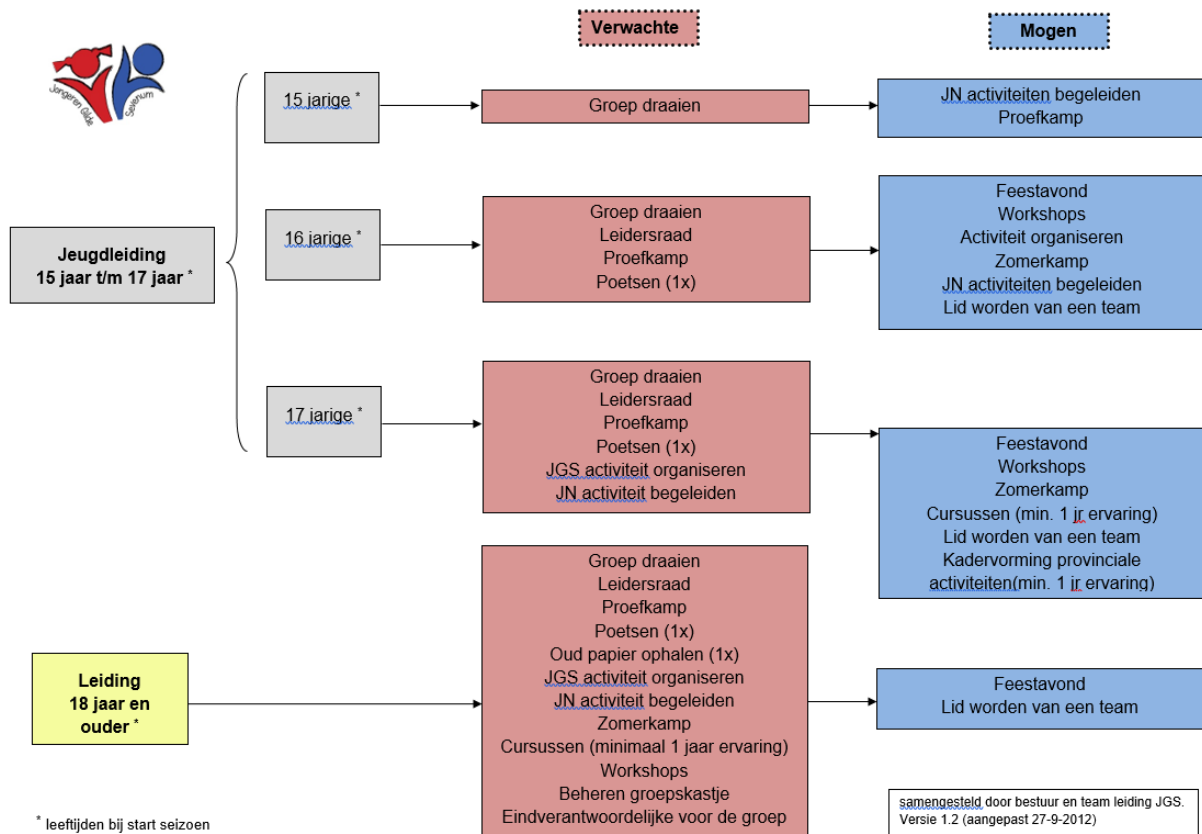 Verwachte
Mogen
Jongeren Gilde
Sevenum
Jeugdleiding
15 jaar t/m 17 jaar *
15 jarige *
Groep draaien
JN activiteiten begeleiden
Proefkamp
16 jarige *
Groep draaien
Leidersraad
Proefkamp
Poetsen (1x)
Feestavond
Workshops
Activiteit organiseren
Zomerkamp
JN activiteiten begeleiden
Lid worden van een team
17 jarige *
Groep draaien
Leidersraad
Proefkamp
Poetsen (1x)
JGS activiteit organiseren
JN activiteit begeleiden
Feestavond
Workshops
Zomerkamp
Cursussen (min. 1 jr ervaring)
Lid worden van een team
Kadervorming provinciale
activiteiten(min. 1 jr ervaring)
Leiding
18 jaar en
ouder *
Groep draaien
Leidersraad
Proefkamp
Poetsen (1x)
Oud papier ophalen (1x)
JGS activiteit organiseren
JN activiteit begeleiden
Zomerkamp
Cursussen (minimaal 1 jaar ervaring)
Workshops
Beheren groepskastje
Eindverantwoordelijke voor de groep
Feestavond
Lid worden van een team
* leeftijden bij start seizoen
samengesteld door bestuur en team leiding JGS.
Versie 1.2 (aangepast 27-9-2012)